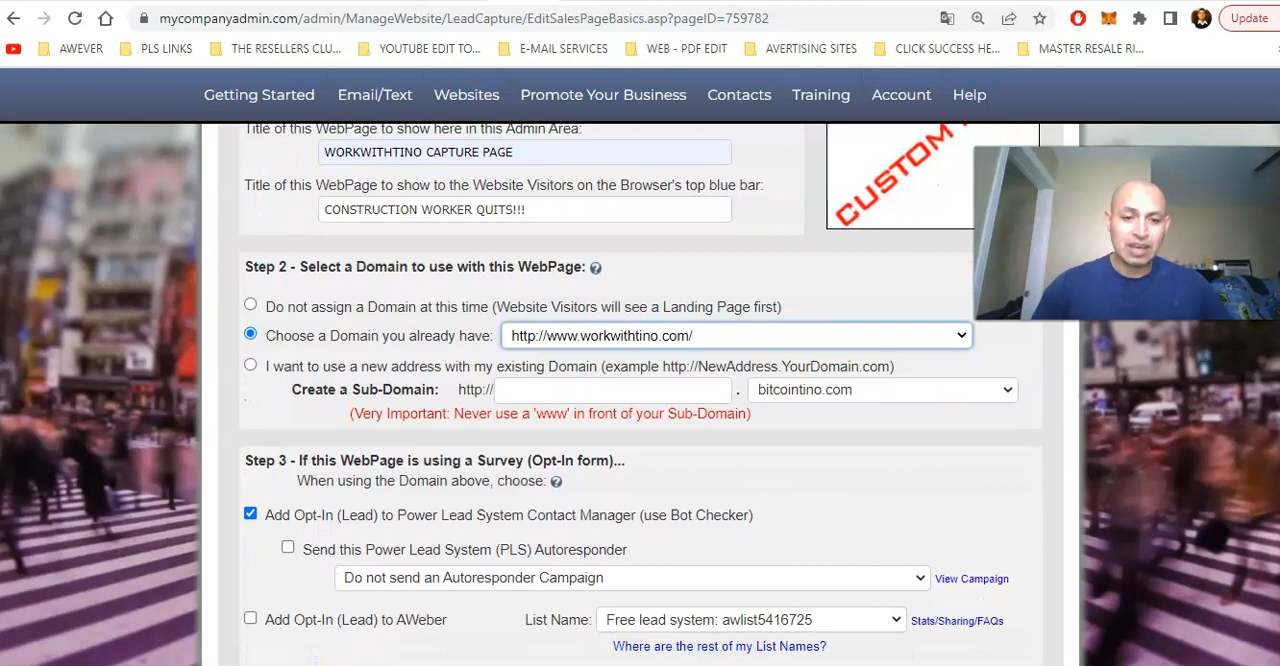 mycompanyadmin.com/admin/ManageWebsite/LeadCapture/EditSalesPageBasics.asp?pageID=759782
Update
AWEVER
PLS LINKS
THE RESELLERS CLU...
YOUTUBE EDIT TO...
E-MAIL SERVICES
WEB - PDF EDIT
AVERTISING SITES
CLICK SUCCESS HE...
MASTER RESALE RI...
Getting Started
Email/Text
Websites
Promote Your Business
Contacts
Training
Account
Help
Title of this WebPage to show here in this Admin Area:
WORKWITHTINO CAPTURE PAGE
Title of this WebPage to show to the Website Visitors on the Browser's top blue bar:
CONSTRUCTION WORKER QUITS!!!
CUSTOM
Step 2 - Select a Domain to use with this WebPage:
Do not assign a Domain at this time (Website Visitors will see a Landing Page first)
Choose a Domain you already have: http://www.workwithtino.com/
I want to use a new address with my existing Domain (example http://NewAddress.YourDomain.com)
Create a Sub-Domain: http:// . bitcointino.com
(Very Important: Never use a 'www' in front of your Sub-Domain)
Step 3 - If this WebPage is using a Survey (Opt-In form)...
When using the Domain above, choose:
Add Opt-In (Lead) to Power Lead System Contact Manager (use Bot Checker)
Send this Power Lead System (PLS) Autoresponder
Do not send an Autoresponder Campaign View Campaign
Add Opt-In (Lead) to AWeber List Name: Free lead system: awlist5416725 Stats/Sharing/FAQs
Where are the rest of my List Names?